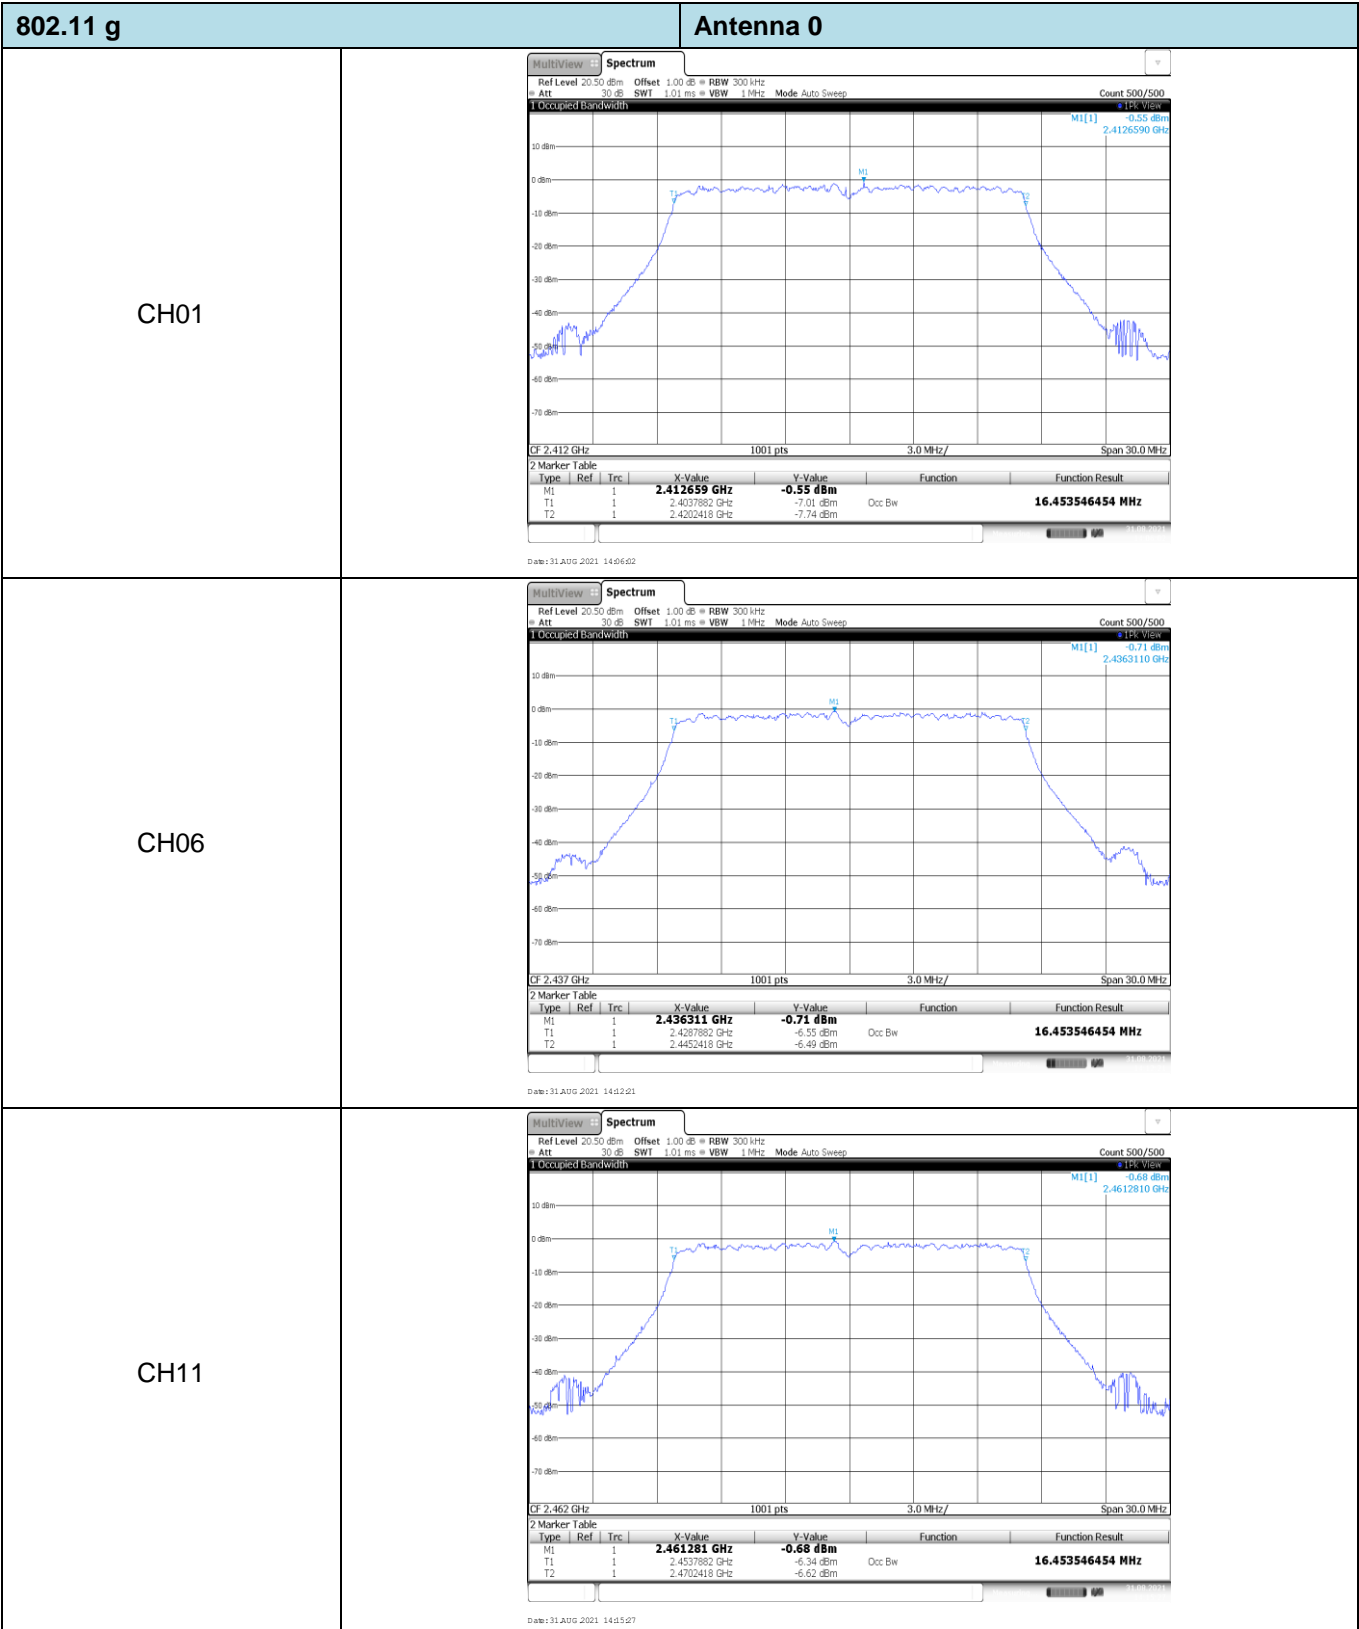 802.11 g Antenna 0
CH01
MultiView Spectrum
Ref Level 20.50 dBm Offset 1.00 dB RBW 300 kHz
Att 30 dB SWT 1.01 ms VBW 1 MHz Mode Auto Sweep Count 500/500
1 Occupied Bandwidth 1Pk View
M1[1] -0.55 dBm
2.4126590 GHz
10 dBm
M1
0 dBm
T1
T2
-10 dBm
-20 dBm
-30 dBm
-40 dBm
-50 dBm
-60 dBm
-70 dBm
CF 2.412 GHz 1001 pts 3.0 MHz/ Span 30.0 MHz
2 Marker Table
Type Ref Trc X-Value Y-Value Function Function Result
M1 1 2.412659 GHz -0.55 dBm
T1 1 2.4037882 GHz -7.01 dBm Occ Bw 16.453546454 MHz
T2 1 2.4202418 GHz -7.74 dBm
31.08.2021
Date: 31.AUG.2021 14:06:02
CH06
MultiView Spectrum
Ref Level 20.50 dBm Offset 1.00 dB RBW 300 kHz
Att 30 dB SWT 1.01 ms VBW 1 MHz Mode Auto Sweep Count 500/500
1 Occupied Bandwidth 1Pk View
M1[1] -0.71 dBm
2.4363110 GHz
10 dBm
M1
0 dBm
T1
T2
-10 dBm
-20 dBm
-30 dBm
-40 dBm
-50 dBm
-60 dBm
-70 dBm
CF 2.437 GHz 1001 pts 3.0 MHz/ Span 30.0 MHz
2 Marker Table
Type Ref Trc X-Value Y-Value Function Function Result
M1 1 2.436311 GHz -0.71 dBm
T1 1 2.4287882 GHz -6.55 dBm Occ Bw 16.453546454 MHz
T2 1 2.4452418 GHz -6.49 dBm
31.08.2021
Date: 31.AUG.2021 14:12:21
CH11
MultiView Spectrum
Ref Level 20.50 dBm Offset 1.00 dB RBW 300 kHz
Att 30 dB SWT 1.01 ms VBW 1 MHz Mode Auto Sweep Count 500/500
1 Occupied Bandwidth 1Pk View
M1[1] -0.68 dBm
2.4612810 GHz
10 dBm
M1
0 dBm
T1
T2
-10 dBm
-20 dBm
-30 dBm
-40 dBm
-50 dBm
-60 dBm
-70 dBm
CF 2.462 GHz 1001 pts 3.0 MHz/ Span 30.0 MHz
2 Marker Table
Type Ref Trc X-Value Y-Value Function Function Result
M1 1 2.461281 GHz -0.68 dBm
T1 1 2.4537882 GHz -6.34 dBm Occ Bw 16.453546454 MHz
T2 1 2.4702418 GHz -6.62 dBm
31.08.2021
Date: 31.AUG.2021 14:15:27